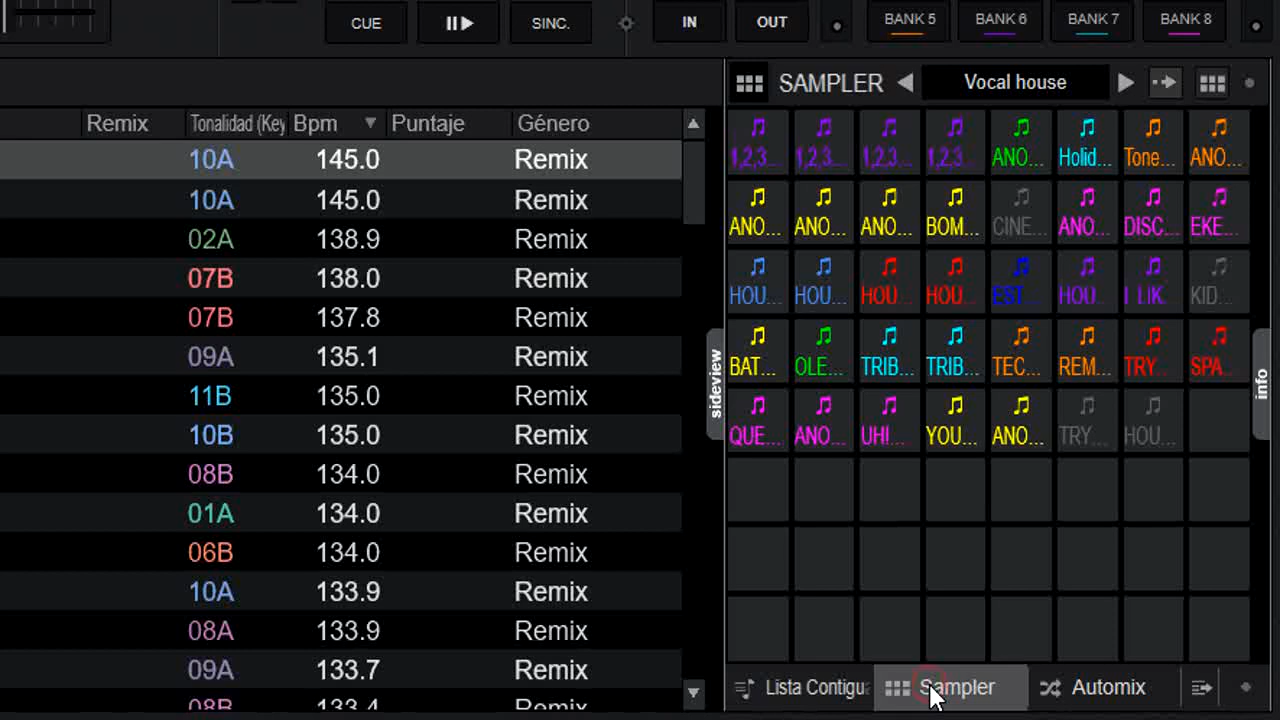 CUE
SINC.
IN
OUT
BANK 5
BANK 6
BANK 7
BANK 8
SAMPLER
Vocal house
Remix Tonalidad (Key Bpm Puntaje Género
10A 145.0 Remix
10A 145.0 Remix
02A 138.9 Remix
07B 138.0 Remix
07B 137.8 Remix
09A 135.1 Remix
11B 135.0 Remix
10B 135.0 Remix
08B 134.0 Remix
01A 134.0 Remix
06B 134.0 Remix
10A 133.9 Remix
08A 133.9 Remix
09A 133.7 Remix
08B 133.4 Remix
sideview
1,2,3... 1,2,3... 1,2,3... 1,2,3... ANO... Holid... Tone... ANO...
ANO... ANO... ANO... BOM... CINE... ANO... DISC... EKE...
HOU... HOU... HOU... HOU... EST... HOU... I LIK... KID...
BAT... OLE... TRIB... TRIB... TEC... REM... TRY... SPA...
QUE... ANO... UH!... YOU... ANO... TRY... HOU...
info
Lista Contigu
Sampler
Automix